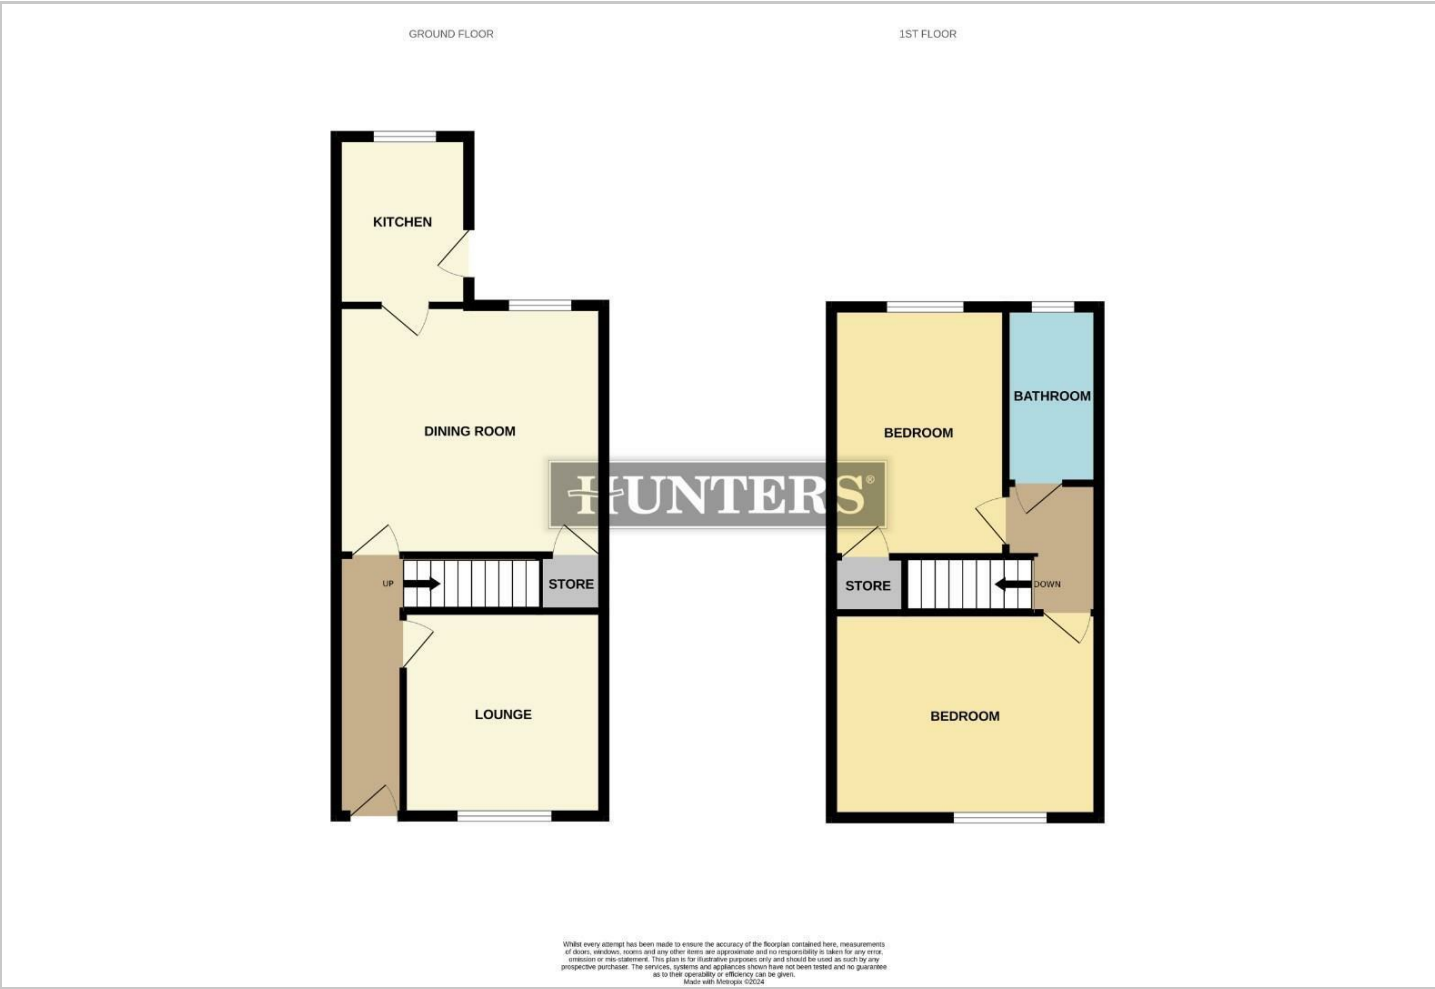 GROUND FLOOR
1ST FLOOR
KITCHEN
DINING ROOM
BATHROOM
BEDROOM
HUNTERS®
UP
STORE
STORE
DOWN
LOUNGE
BEDROOM
Whilst every attempt has been made to ensure the accuracy of the floorplan contained here, measurements
of doors, windows, rooms and any other items are approximate and no responsibility is taken for any error,
omission or mis-statement. This plan is for illustrative purposes only and should be used as such by any
prospective purchaser. The services, systems and appliances shown have not been tested and no guarantee
as to their operability or efficiency can be given.
Made with Metropix ©2024